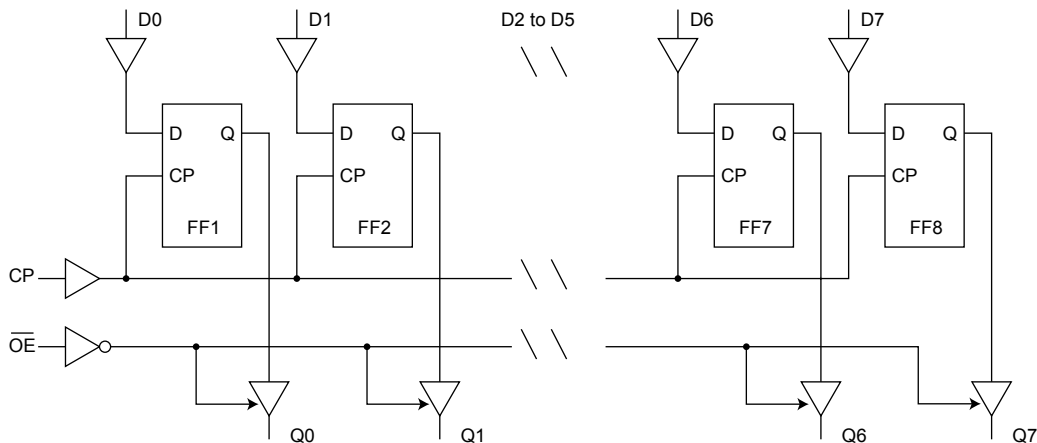 D0 D1 D2 to D5 D6 D7
D Q D Q D Q D Q
CP CP CP CP
FF1 FF2 FF7 FF8
CP
O̅E̅
Q0 Q1 Q6 Q7